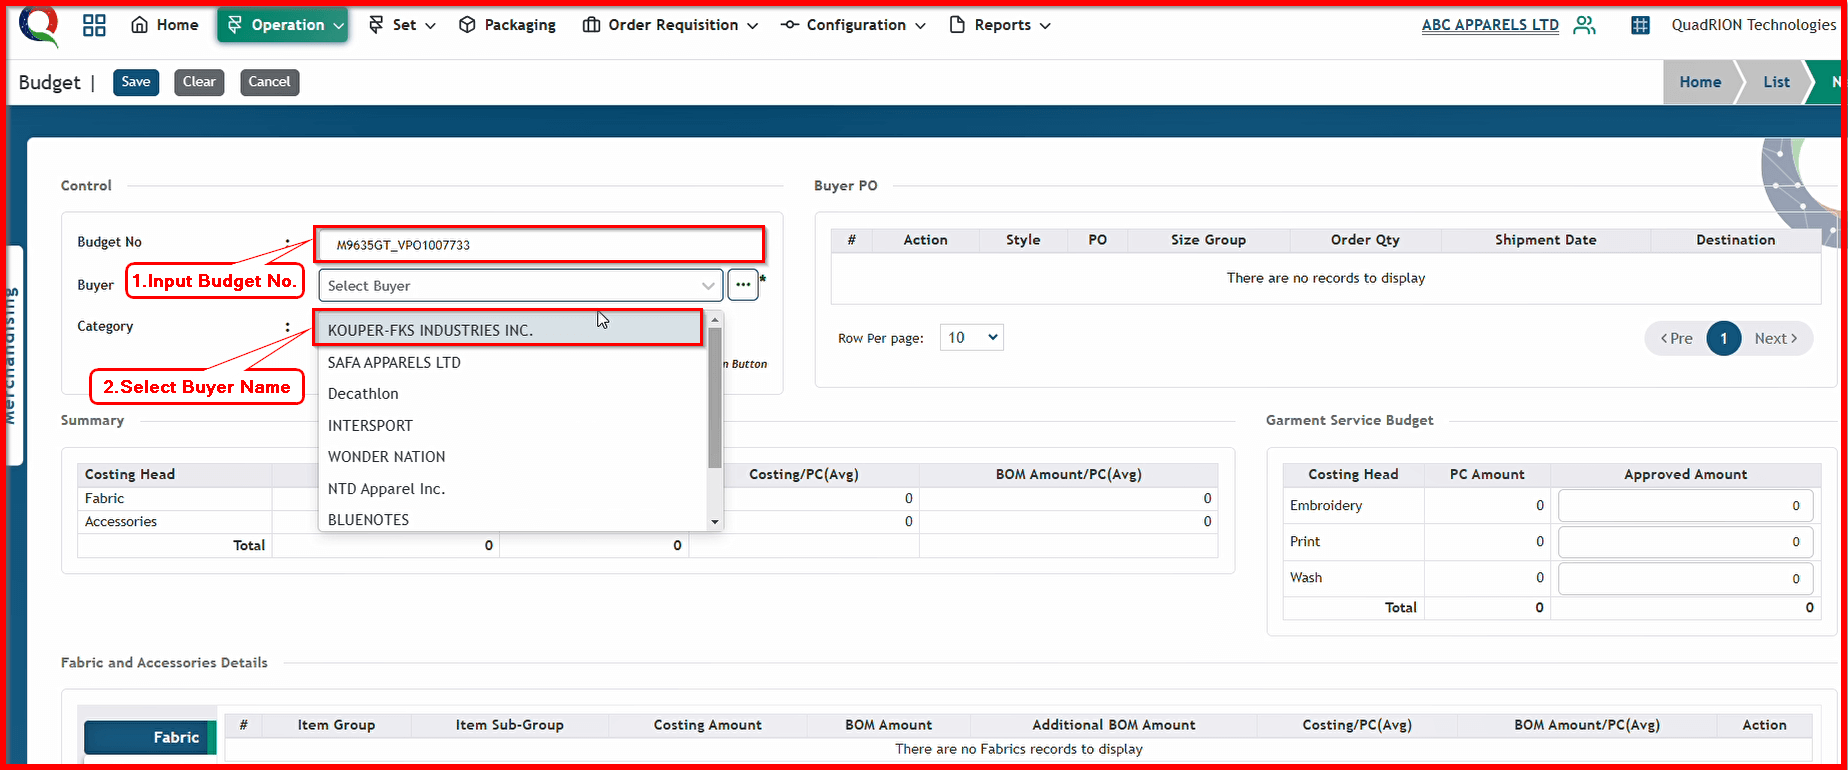 Home Operation Set Packaging Order Requisition Configuration Reports ABC APPARELS LTD QuadRION Technologies
Budget | Save Clear Cancel Home List
Merchandising
Control
Budget No : M9635GT_VPO1007733
1.Input Budget No.
Buyer Select Buyer ... *
Category :
KOUPER-FKS INDUSTRIES INC.
2.Select Buyer Name
SAFA APPARELS LTD
Decathlon
INTERSPORT
WONDER NATION
NTD Apparel Inc.
BLUENOTES
Button
Buyer PO
# Action Style PO Size Group Order Qty Shipment Date Destination
There are no records to display
Row Per page: 10 < Pre 1 Next >
Summary
Costing Head Costing/PC(Avg) BOM Amount/PC(Avg)
Fabric 0 0
Accessories 0 0
Total 0 0
Garment Service Budget
Costing Head PC Amount Approved Amount
Embroidery 0 0
Print 0 0
Wash 0 0
Total 0 0
Fabric and Accessories Details
Fabric
# Item Group Item Sub-Group Costing Amount BOM Amount Additional BOM Amount Costing/PC(Avg) BOM Amount/PC(Avg) Action
There are no Fabrics records to display